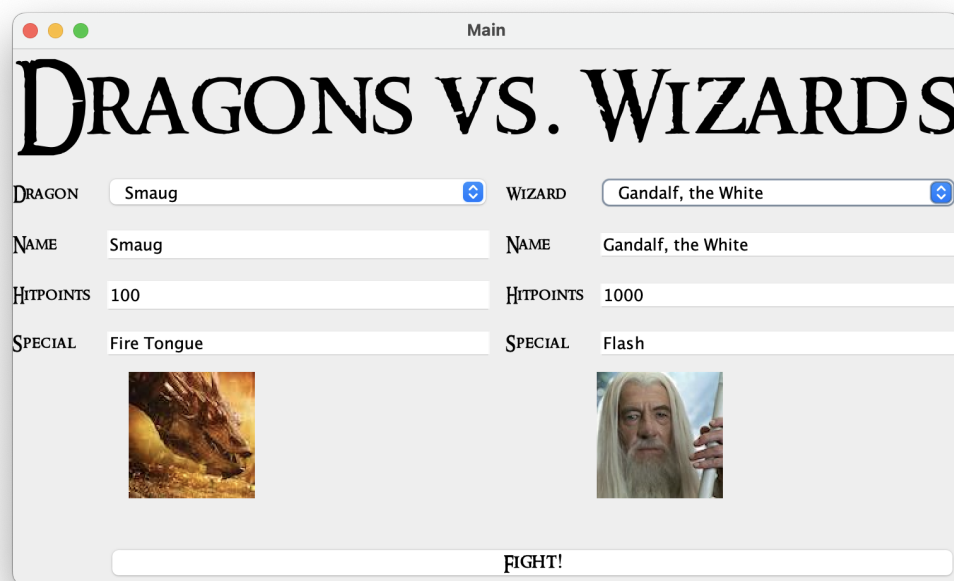 Main
Dragons vs. Wizards
Dragon Smaug Wizard Gandalf, the White
Name Smaug Name Gandalf, the White
Hitpoints 100 Hitpoints 1000
Special Fire Tongue Special Flash
Fight!